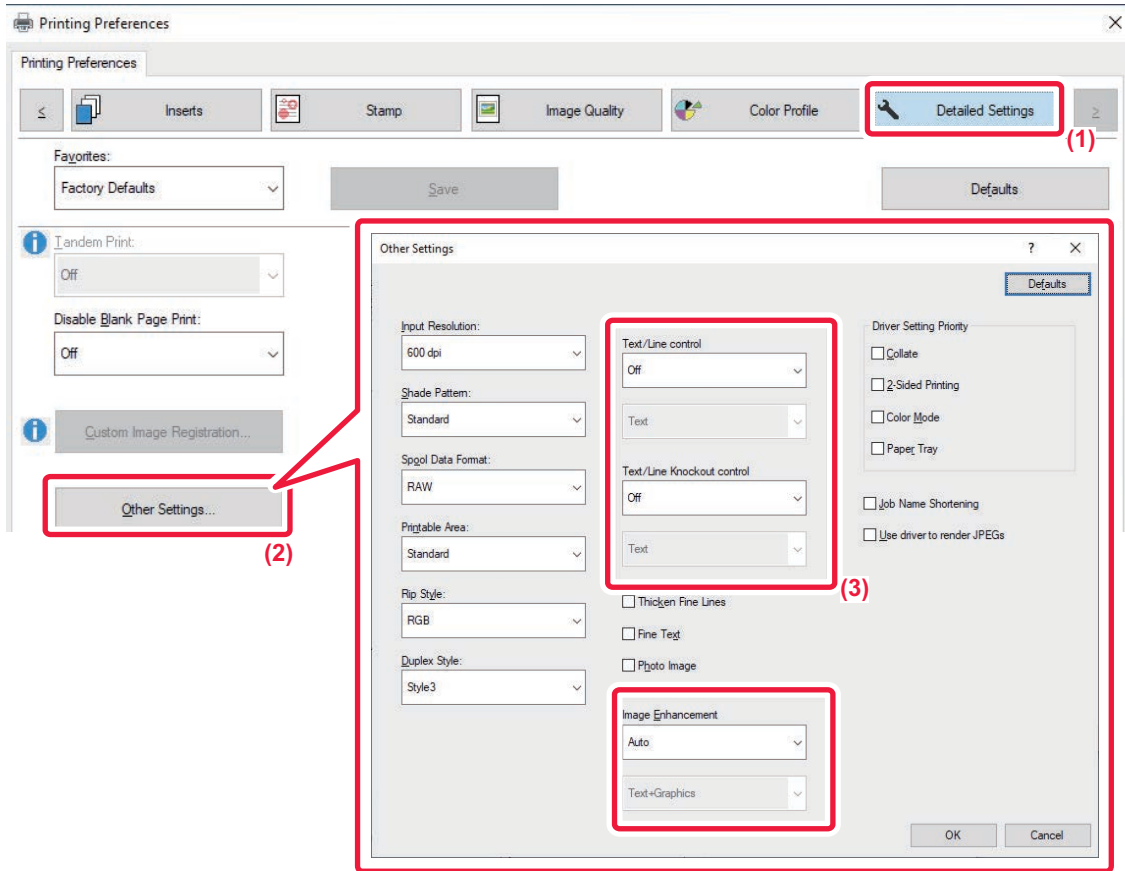 Printing Preferences
Printing Preferences
<
Inserts
Stamp
Image Quality
Color Profile
Detailed Settings
>
(1)
Favorites:
Factory Defaults
Save
Defaults
Tandem Print:
Off
Disable Blank Page Print:
Off
Custom Image Registration...
Other Settings...
(2)
Other Settings
?
Defaults
Input Resolution:
600 dpi
Shade Pattern:
Standard
Spool Data Format:
RAW
Printable Area:
Standard
Rip Style:
RGB
Duplex Style:
Style3
Text/Line control
Off
Text
Text/Line Knockout control
Off
Text
(3)
Thicken Fine Lines
Fine Text
Photo Image
Image Enhancement
Auto
Text+Graphics
Driver Setting Priority
Collate
2-Sided Printing
Color Mode
Paper Tray
Job Name Shortening
Use driver to render JPEGs
OK
Cancel